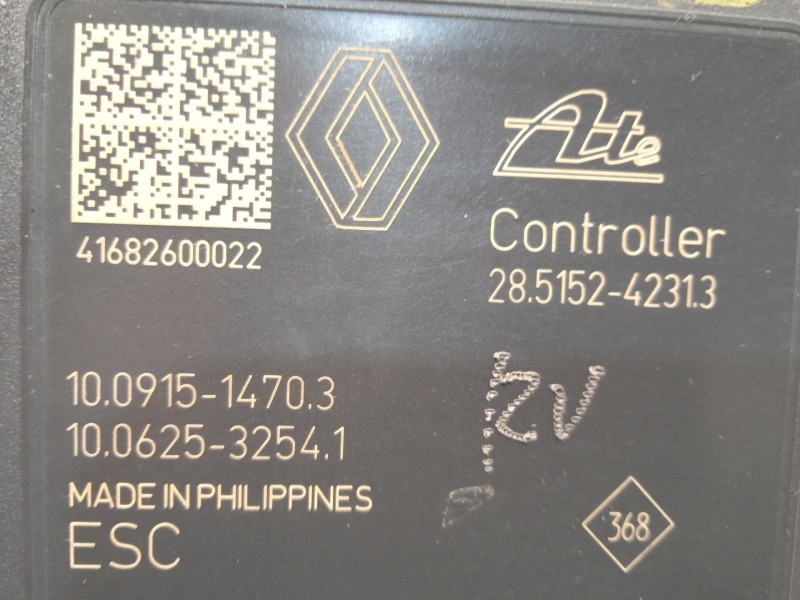 Ate
41682600022
Controller
28.5152-4231.3
10.0915-1470.3
10.0625-3254.1
MADE IN PHILIPPINES
ESC
368